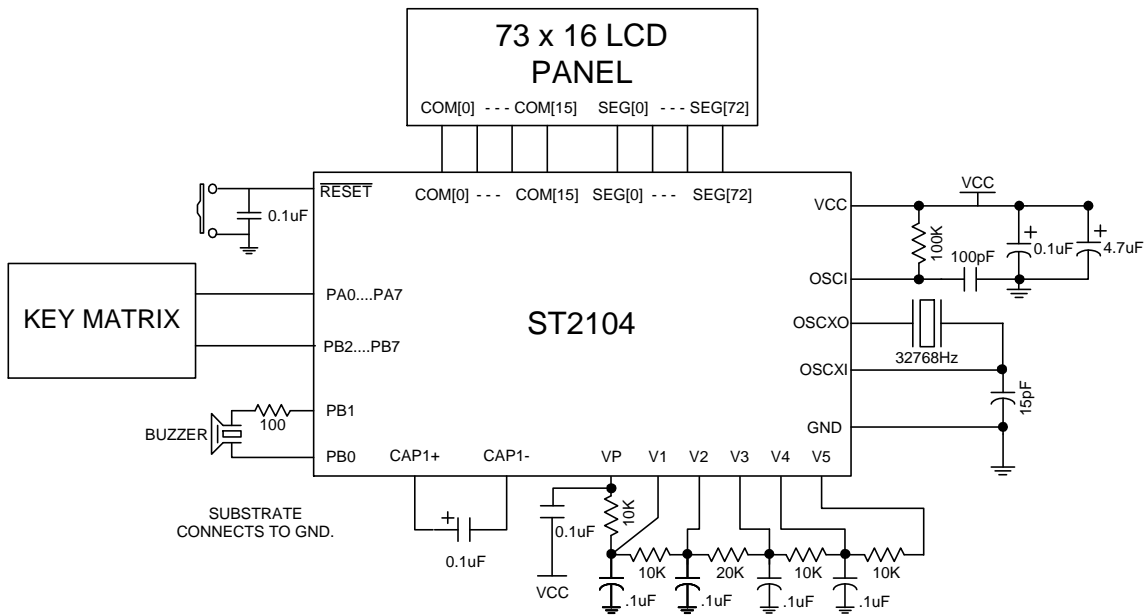 73 x 16 LCD
PANEL
COM[0] - - - COM[15] SEG[0] - - - SEG[72]
RESET
COM[0] - - - COM[15] SEG[0] - - - SEG[72]
0.1uF
VCC
VCC
100K
100pF
0.1uF
4.7uF
OSCI
KEY MATRIX
PA0....PA7
PB2....PB7
ST2104
OSCXO
32768Hz
OSCXI
15pF
GND
BUZZER
100
PB1
PB0
CAP1+ CAP1- VP V1 V2 V3 V4 V5
SUBSTRATE
CONNECTS TO GND.
+
0.1uF
0.1uF
10K
VCC
10K 20K 10K 10K
.1uF .1uF .1uF .1uF
+
+